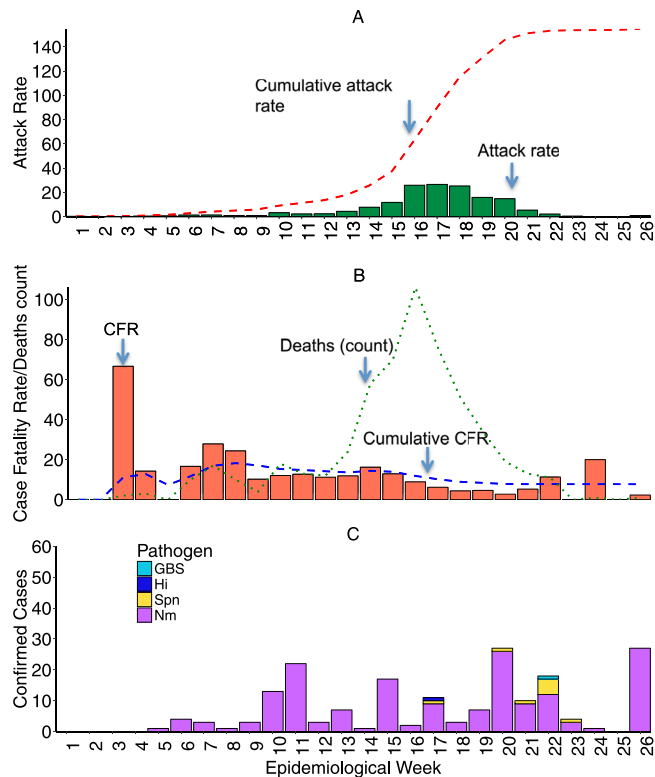 A
Attack Rate
140
120
100
80
60
40
20
0
Cumulative attack
rate
Attack rate
1 2 3 4 5 6 7 8 9 10 11 12 13 14 15 16 17 18 19 20 21 22 23 24 25 26
B
Case Fatality Rate/Deaths count
100
80
60
40
20
0
CFR
Deaths (count)
Cumulative CFR
1 2 3 4 5 6 7 8 9 10 11 12 13 14 15 16 17 18 19 20 21 22 23 24 25 26
C
Confirmed Cases
60
50
40
30
20
10
0
Pathogen
GBS
Hi
Spn
Nm
1 2 3 4 5 6 7 8 9 10 11 12 13 14 15 16 17 18 19 20 21 22 23 24 25 26
Epidemiological Week